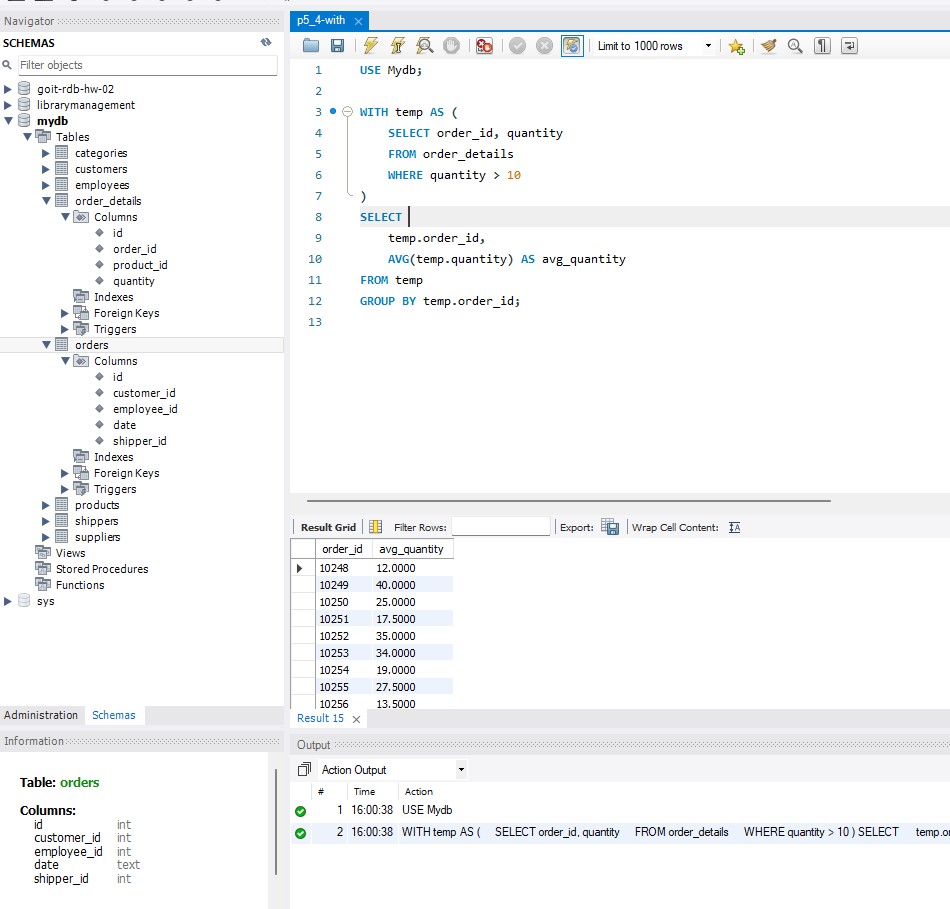 Navigator
SCHEMAS
Filter objects
goit-rdb-hw-02
librarymanagement
mydb
Tables
categories
customers
employees
order_details
Columns
id
order_id
product_id
quantity
Indexes
Foreign Keys
Triggers
orders
Columns
id
customer_id
employee_id
date
shipper_id
Indexes
Foreign Keys
Triggers
products
shippers
suppliers
Views
Stored Procedures
Functions
sys
Administration Schemas
Information
Table: orders
Columns:
id int
customer_id int
employee_id int
date text
shipper_id int
p5_4-with
Limit to 1000 rows
1 USE Mydb;
2
3 WITH temp AS (
4 SELECT order_id, quantity
5 FROM order_details
6 WHERE quantity > 10
7 )
8 SELECT
9 temp.order_id,
10 AVG(temp.quantity) AS avg_quantity
11 FROM temp
12 GROUP BY temp.order_id;
13
Result Grid Filter Rows: Export: Wrap Cell Content:
order_id avg_quantity
10248 12.0000
10249 40.0000
10250 25.0000
10251 17.5000
10252 35.0000
10253 34.0000
10254 19.0000
10255 27.5000
10256 13.5000
Result 15
Output
Action Output
# Time Action
1 16:00:38 USE Mydb
2 16:00:38 WITH temp AS ( SELECT order_id, quantity FROM order_details WHERE quantity > 10 ) SELECT temp.or